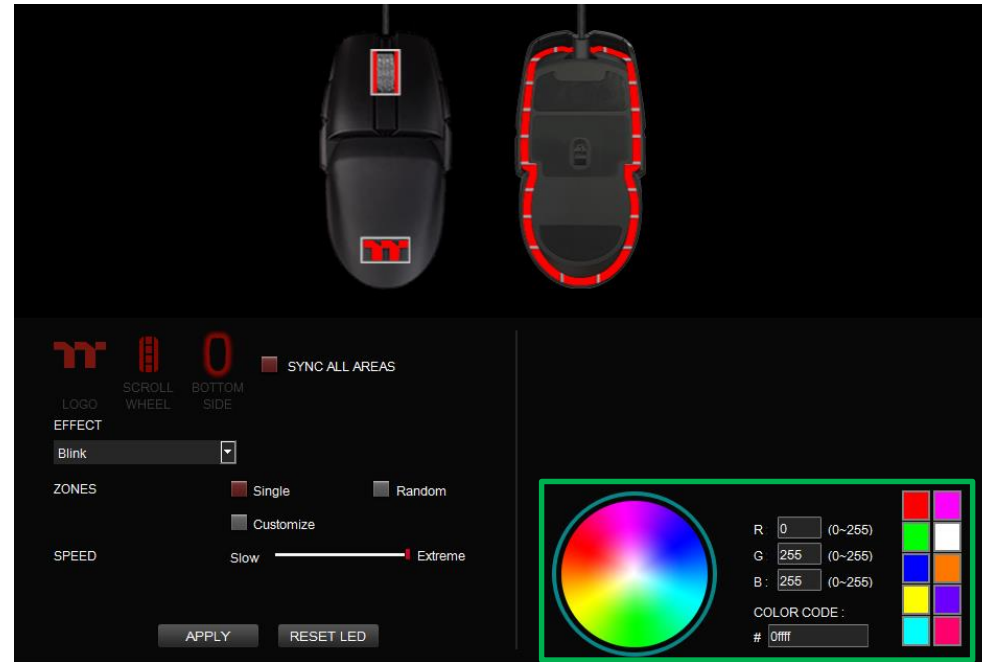 SYNC ALL AREAS
SCROLL BOTTOM
LOGO WHEEL SIDE
EFFECT
Blink
ZONES Single Random
Customize
SPEED Slow Extreme
APPLY RESET LED
R 0 (0~255)
G 255 (0~255)
B: 255 (0~255)
COLOR CODE :
# 0ffff